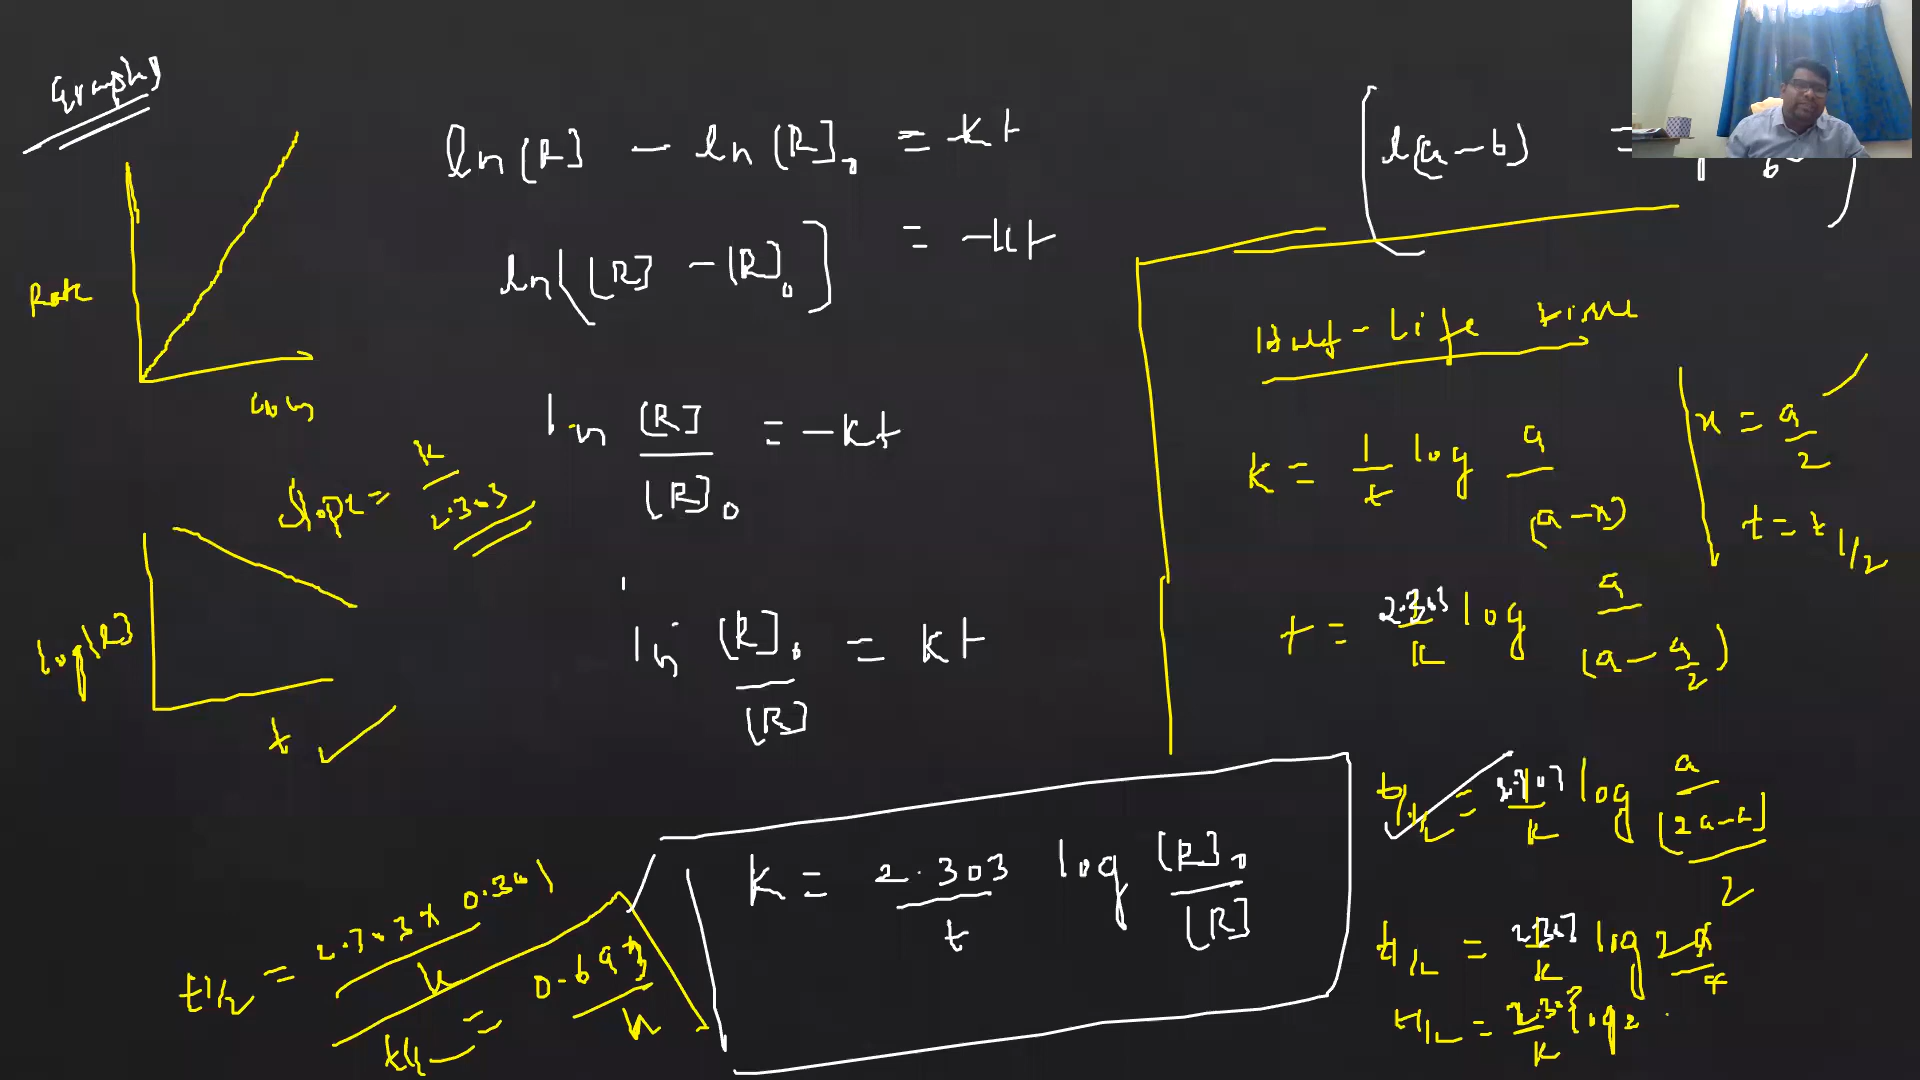 Graphs
Rate
conn
Slope = K / 2.303
log[R]
t
t1/2 = 2.303 x 0.301 / k
t1/2 = 0.693 / k
ln[R] - ln[R]0 = -kt
ln([R] - [R]0] = -kt
ln [R] / [R]0 = -kt
ln [R]0 / [R] = kt
K = 2.303 / t log [R]0 / [R]
l(a-b) =
b
Half-Life time
K = 1 / t log a / (a-x)
x = a / 2
t = t1/2
t = 2.303 / K log a / (a - a/2)
t1/2 = 2.303 / K log a / [2a-a] / 2
t1/2 = 2.303 / K log 2a / a
t1/2 = 2.303 / K log 2